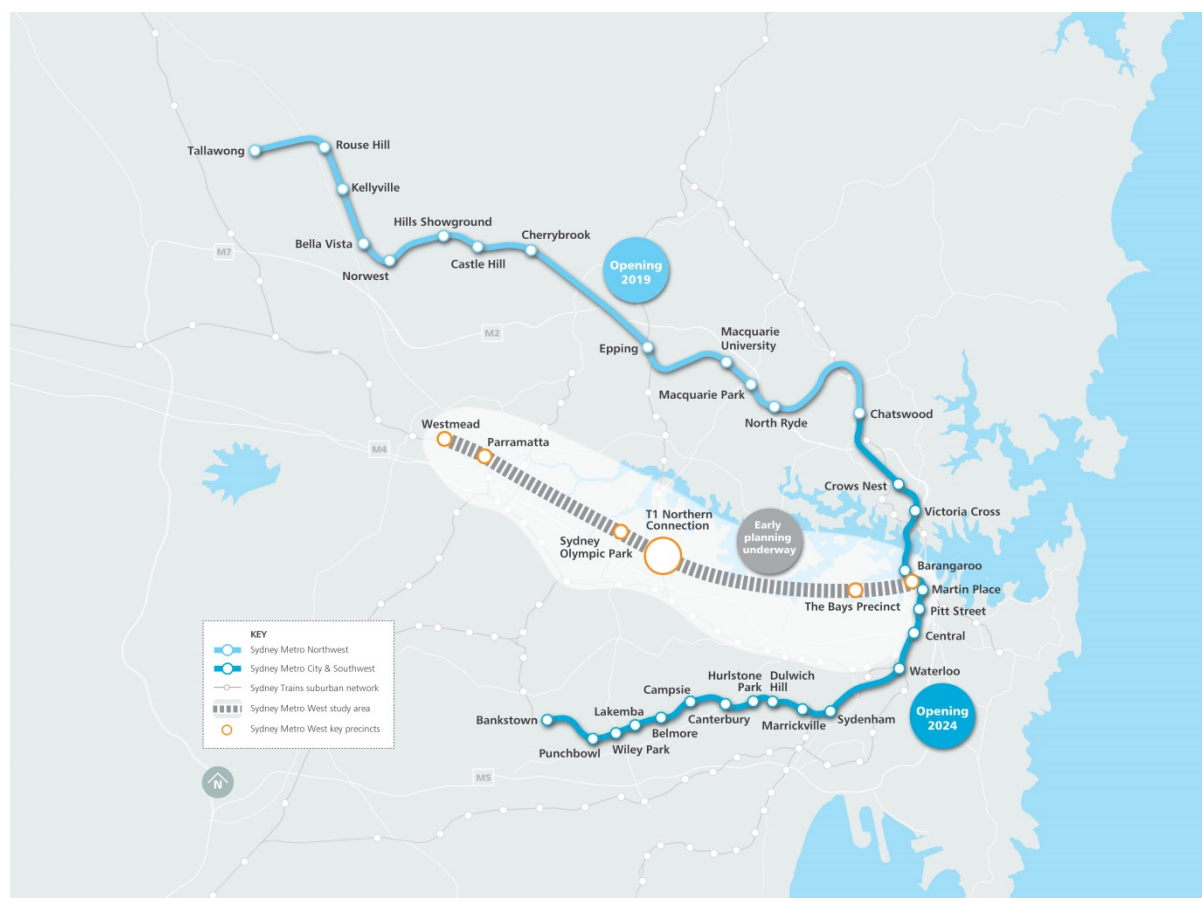 Tallawong
Rouse Hill
Kellyville
Bella Vista
Norwest
Hills Showground
Castle Hill
Cherrybrook
Opening
2019
M7
M2
Epping
Macquarie
University
Macquarie Park
North Ryde
Chatswood
Westmead
Parramatta
M4
Crows Nest
Victoria Cross
T1 Northern
Connection
Sydney
Olympic Park
Early
planning
underway
Barangaroo
Martin Place
The Bays Precinct
Pitt Street
Central
Waterloo
KEY
Sydney Metro Northwest
Sydney Metro City & Southwest
Sydney Trains suburban network
Sydney Metro West study area
Sydney Metro West key precincts
Bankstown
Punchbowl
Wiley Park
Lakemba
Belmore
Campsie
Canterbury
Hurlstone
Park
Dulwich
Hill
Marrickville
Sydenham
Opening
2024
M5
N